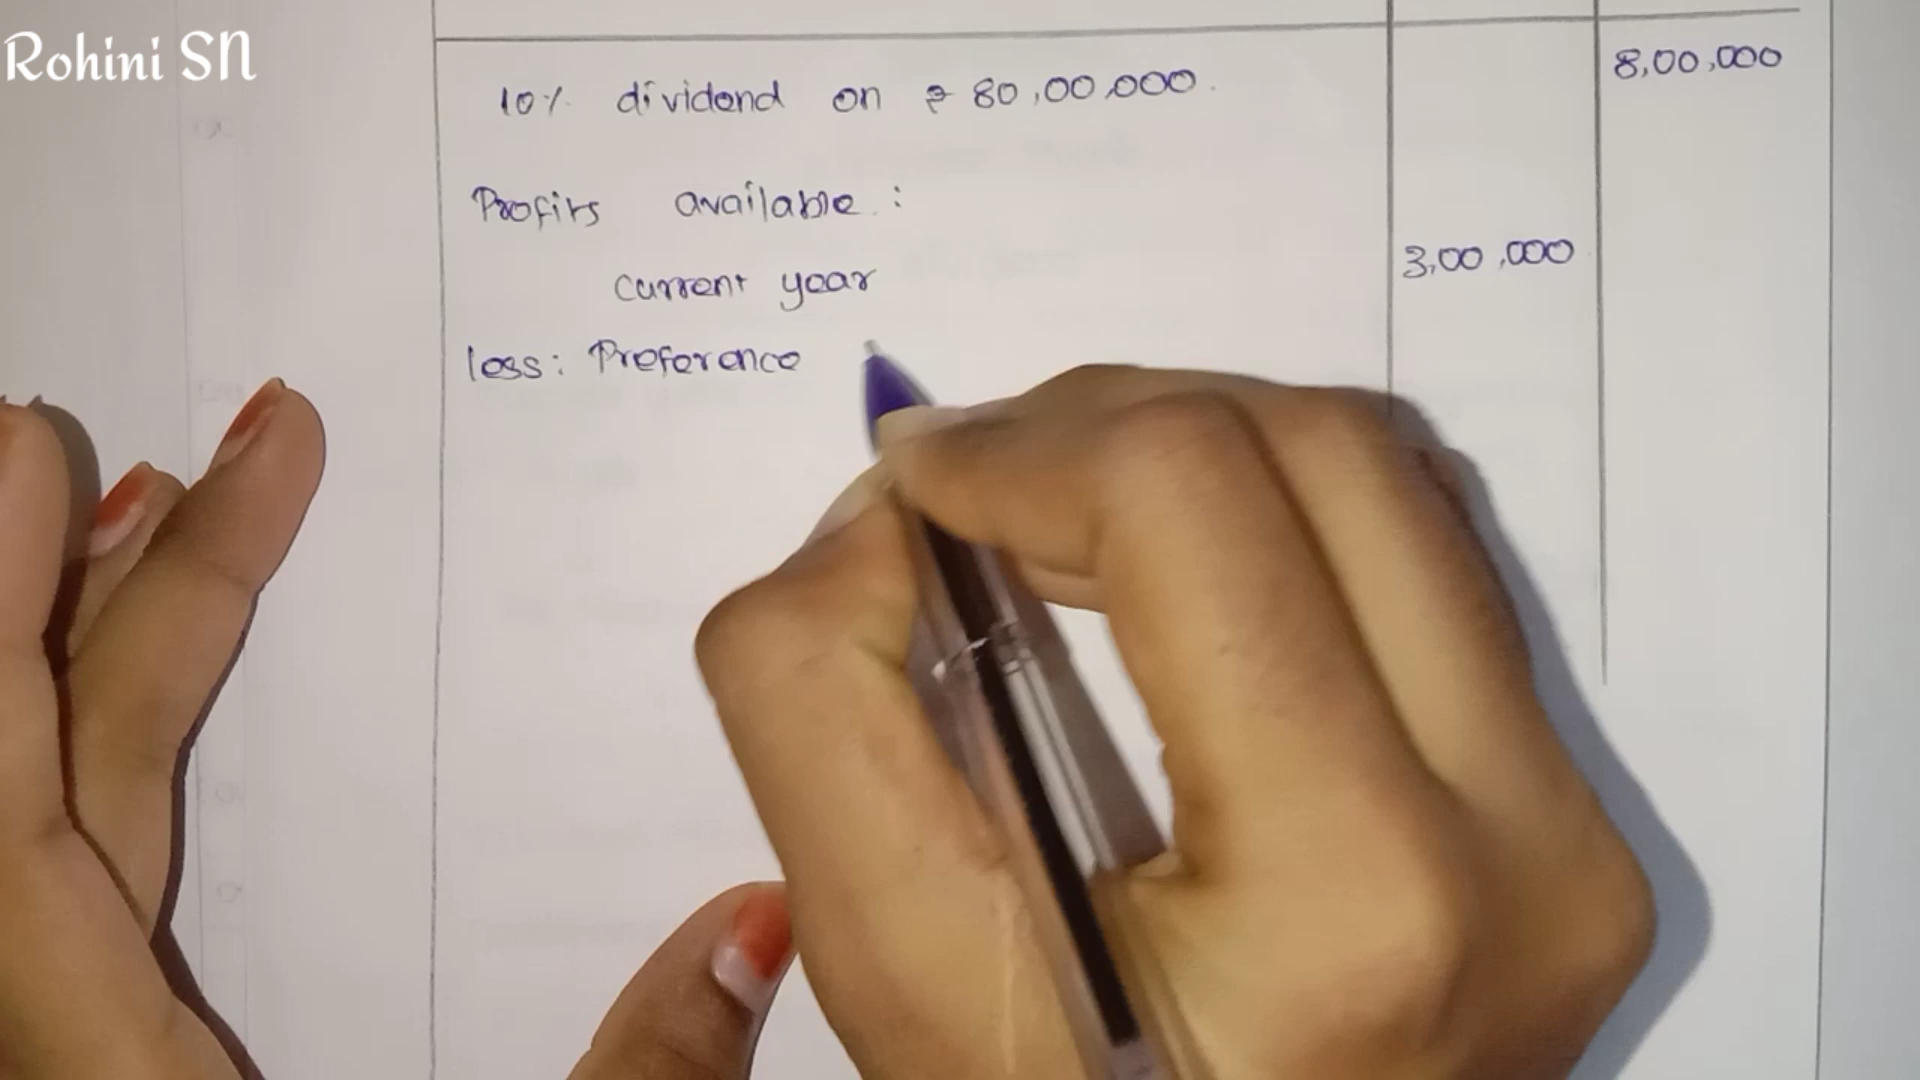 Rohini SN
10% dividend on ₹ 80,00,000.
8,00,000
Profits available :
Current year
3,00,000
less: Preference